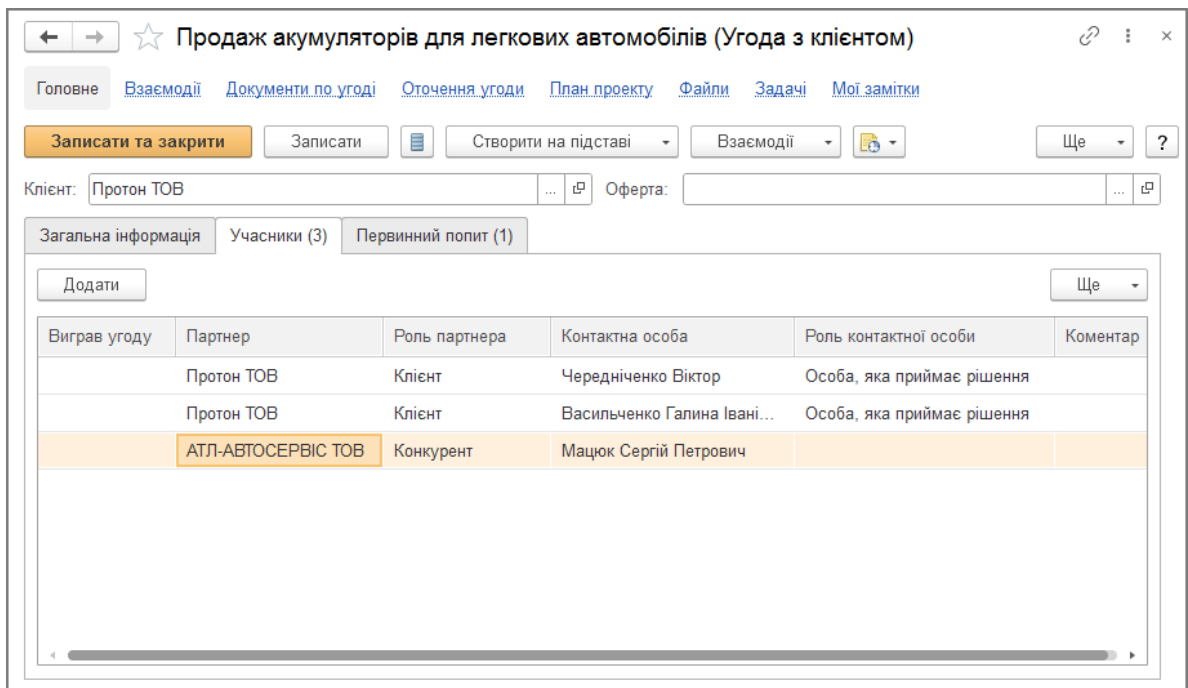 Продаж акумуляторів для легкових автомобілів (Угода з клієнтом)
Головне Взаємодії Документи по угоді Оточення угоди План проекту Файли Задачі Мої замітки
Записати та закрити Записати Створити на підставі Взаємодії Ще ?
Клієнт: Протон ТОВ ... Оферта: ...
Загальна інформація Учасники (3) Первинний попит (1)
Додати Ще
Виграв угоду Партнер Роль партнера Контактна особа Роль контактної особи Коментар
Протон ТОВ Клієнт Чередніченко Віктор Особа, яка приймає рішення
Протон ТОВ Клієнт Васильченко Галина Івані... Особа, яка приймає рішення
АТЛ-АВТОСЕРВІС ТОВ Конкурент Мацюк Сергій Петрович